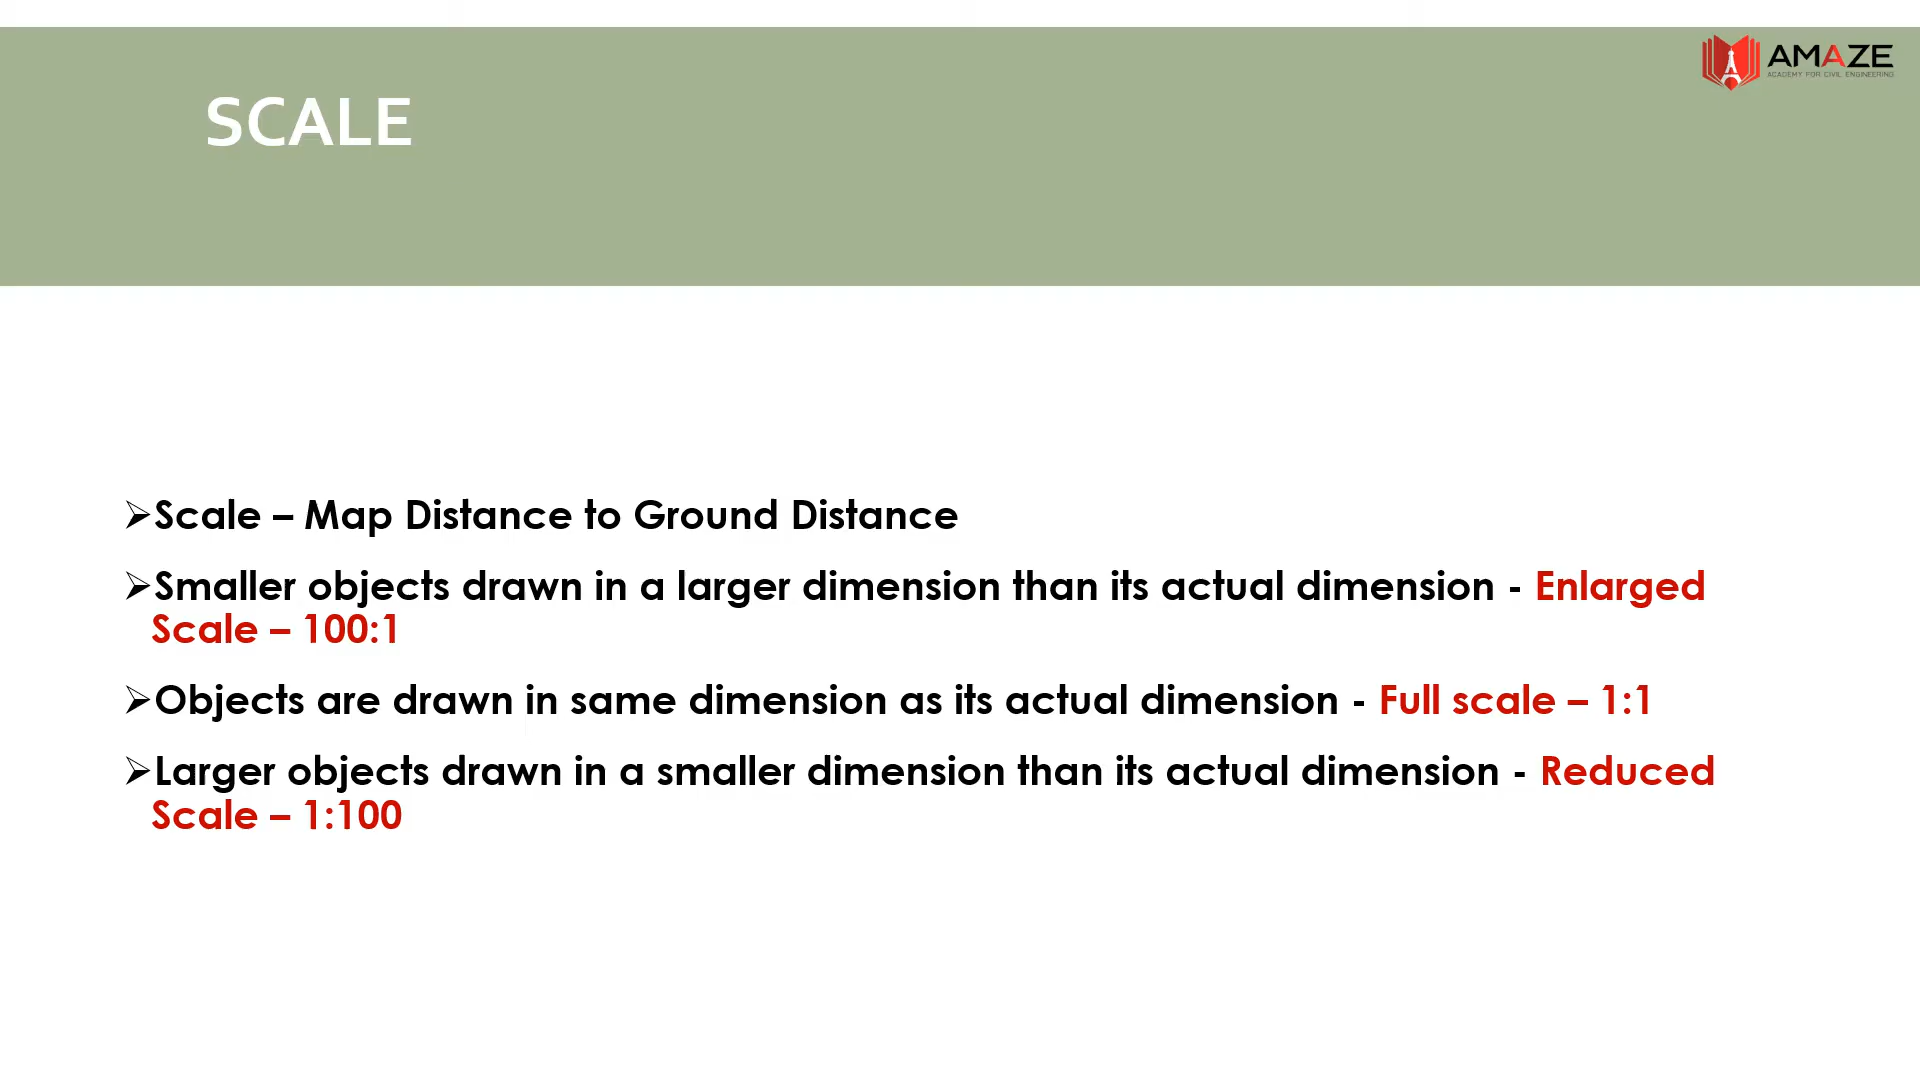 AMAZE
ACADEMY FOR CIVIL ENGINEERING
SCALE
➢Scale – Map Distance to Ground Distance
➢Smaller objects drawn in a larger dimension than its actual dimension - Enlarged
Scale – 100:1
➢Objects are drawn in same dimension as its actual dimension - Full scale – 1:1
➢Larger objects drawn in a smaller dimension than its actual dimension - Reduced
Scale – 1:100